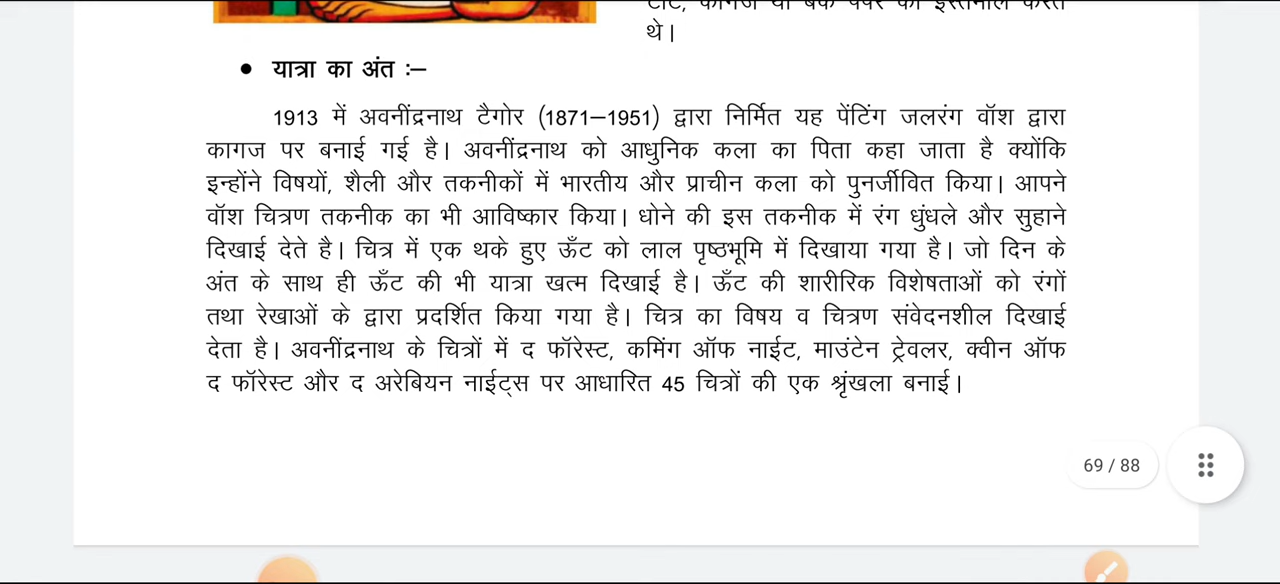 थे।
• यात्रा का अंत :–
1913 में अवनींद्रनाथ टैगोर (1871–1951) द्वारा निर्मित यह पेंटिंग जलरंग वॉश द्वारा
कागज पर बनाई गई है। अवनींद्रनाथ को आधुनिक कला का पिता कहा जाता है क्योंकि
इन्होंने विषयों, शैली और तकनीकों में भारतीय और प्राचीन कला को पुनर्जीवित किया। आपने
वॉश चित्रण तकनीक का भी आविष्कार किया। धोने की इस तकनीक में रंग धुंधले और सुहाने
दिखाई देते है। चित्र में एक थके हुए ऊँट को लाल पृष्ठभूमि में दिखाया गया है। जो दिन के
अंत के साथ ही ऊँट की भी यात्रा खत्म दिखाई है। ऊँट की शारीरिक विशेषताओं को रंगों
तथा रेखाओं के द्वारा प्रदर्शित किया गया है। चित्र का विषय व चित्रण संवेदनशील दिखाई
देता है। अवनींद्रनाथ के चित्रों में द फॉरेस्ट, कमिंग ऑफ नाईट, माउंटेन ट्रेवलर, क्वीन ऑफ
द फॉरेस्ट और द अरेबियन नाईट्स पर आधारित 45 चित्रों की एक श्रृंखला बनाई।
69 / 88